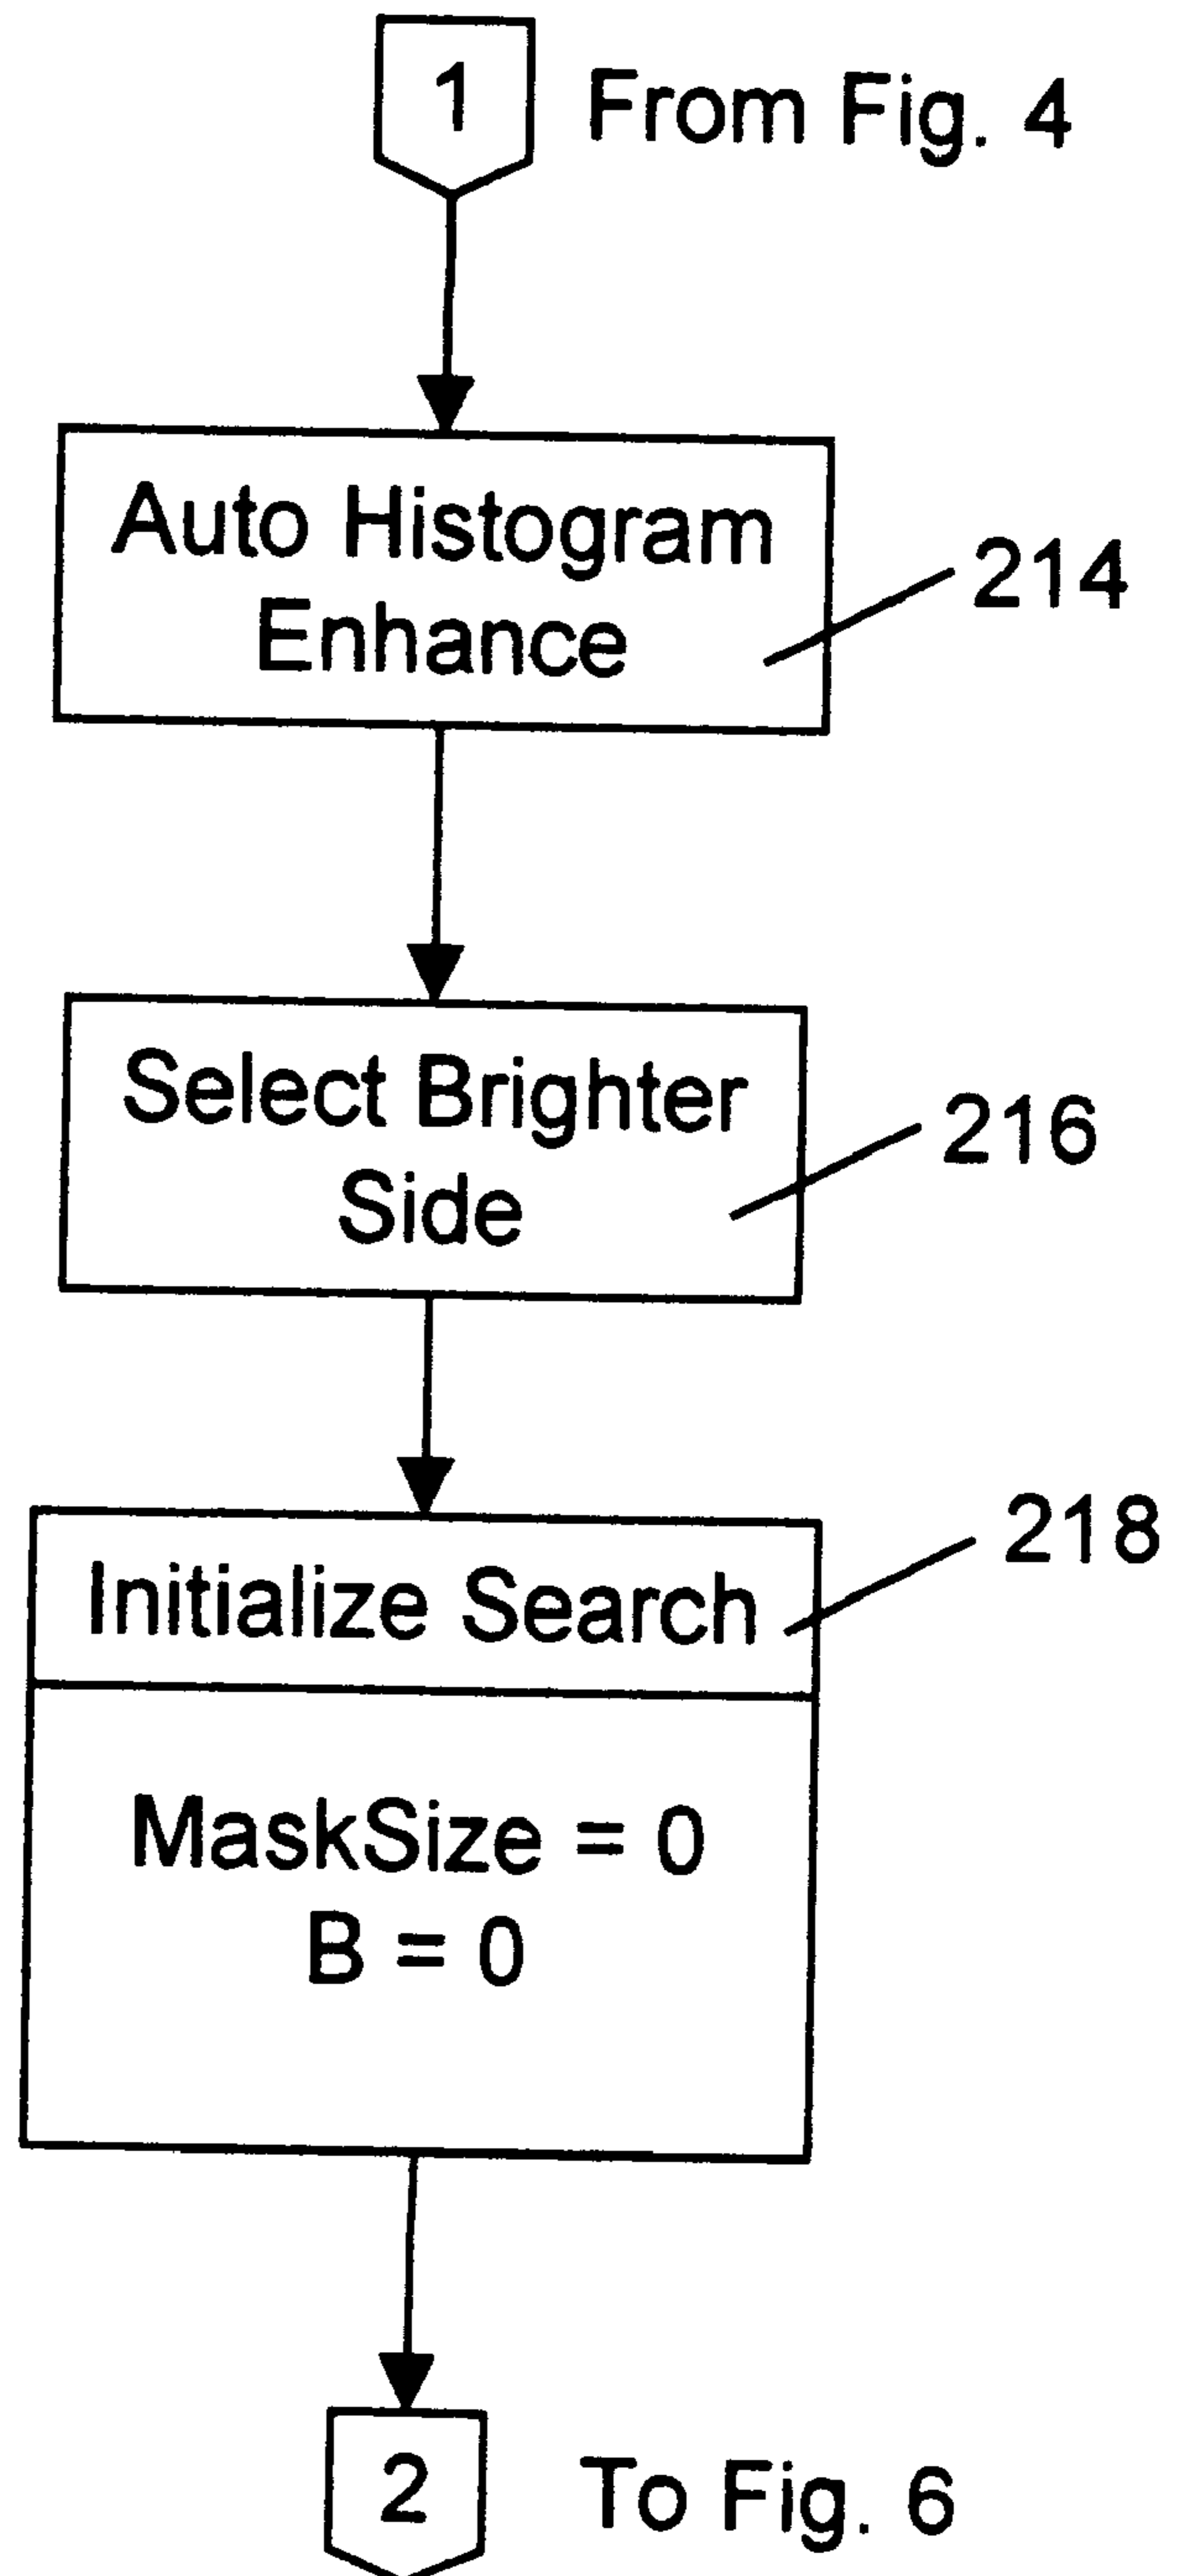 1 From Fig. 4
Auto Histogram
Enhance
214
Select Brighter
Side
216
Initialize Search
218
MaskSize = 0
B = 0
2 To Fig. 6